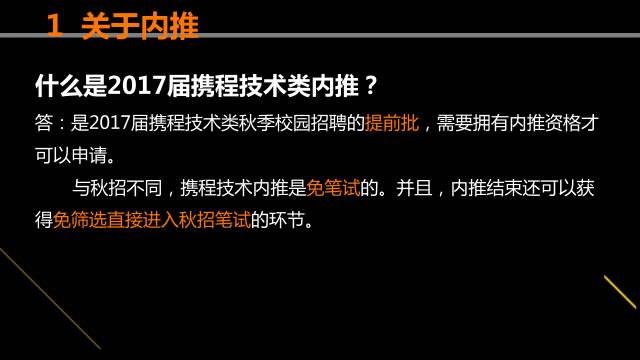 1 关于内推
什么是2017届携程技术类内推？
答：是2017届携程技术类秋季校园招聘的提前批，需要拥有内推资格才
可以申请。
与秋招不同，携程技术内推是免笔试的。并且，内推结束还可以获
得免筛选直接进入秋招笔试的环节。